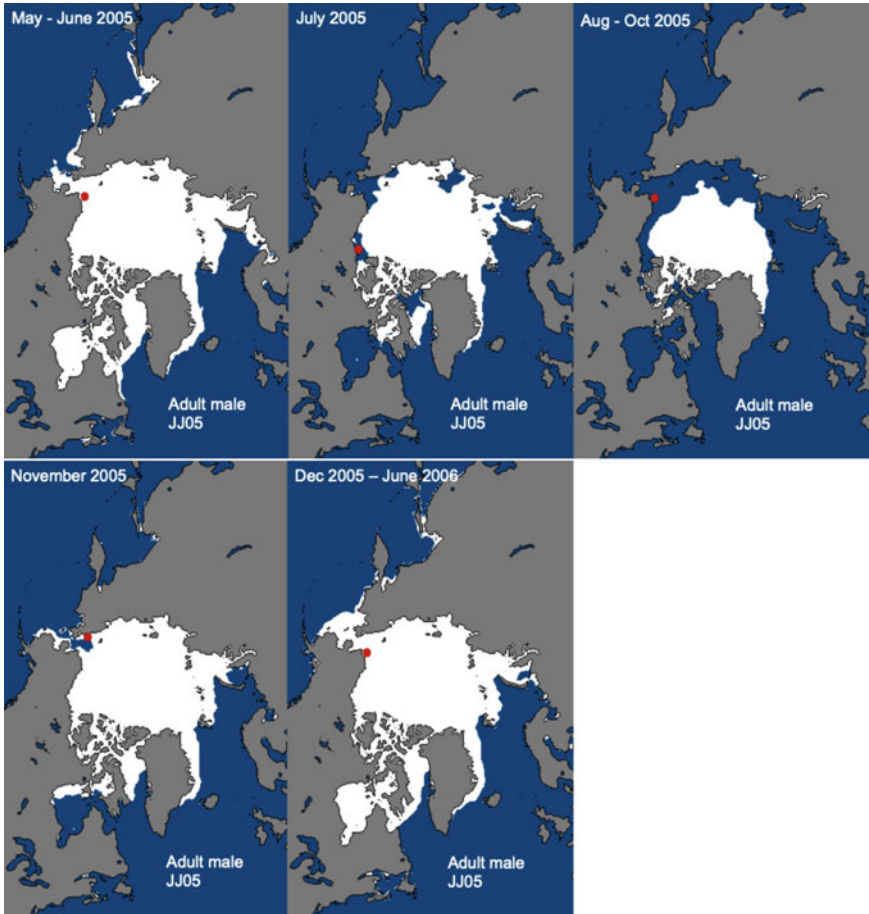 May - June 2005
July 2005
Aug - Oct 2005
Adult male
JJ05
Adult male
JJ05
Adult male
JJ05
November 2005
Dec 2005 – June 2006
Adult male
JJ05
Adult male
JJ05